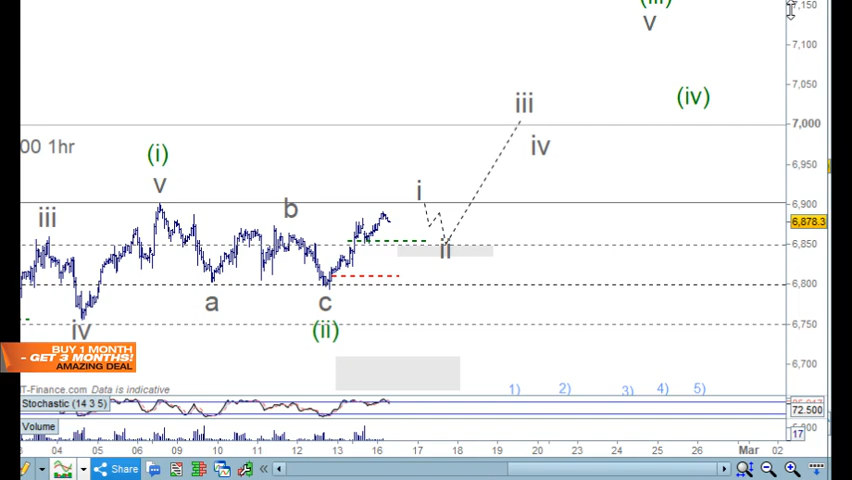 7,150
(iii)
v
7,100
7,050
(iv)
iii
7,000
00 1hr
iv
(i)
6,950
v
i
iii
b
6,900
6,878.3
6,850
ii
a
c
6,800
iv
(ii)
6,750
BUY 1 MONTH
- GET 3 MONTHS!
AMAZING DEAL
6,700
T-Finance.com Data is indicative
1)
2)
3)
4)
5)
Stochastic (14 3 5)
72.500
Volume
17
03
04
05
06
09
10
11
12
13
16
17
18
19
20
23
24
25
26
27
Mar
02
Share